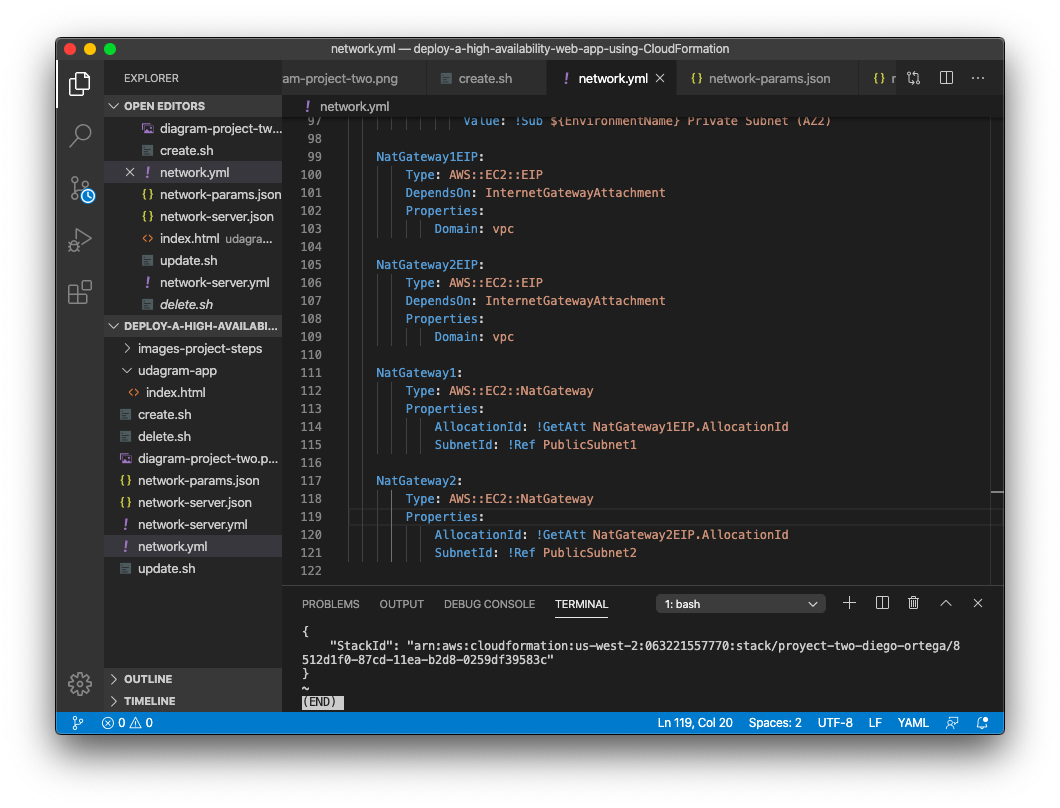 network.yml — deploy-a-high-availability-web-app-using-CloudFormation
EXPLORER
am-project-two.png
create.sh
! network.yml
{} network-params.json
{} r
OPEN EDITORS
diagram-project-tw...
create.sh
! network.yml
{} network-params.json
{} network-server.json
<> index.html udagra...
update.sh
! network-server.yml
delete.sh
DEPLOY-A-HIGH-AVAILABI...
images-project-steps
udagram-app
<> index.html
create.sh
delete.sh
diagram-project-two.p...
{} network-params.json
{} network-server.json
! network-server.yml
! network.yml
update.sh
OUTLINE
TIMELINE
! network.yml
97 Value: !Sub ${EnvironmentName} Private Subnet (AZ2)
98
99 NatGateway1EIP:
100 Type: AWS::EC2::EIP
101 DependsOn: InternetGatewayAttachment
102 Properties:
103 Domain: vpc
104
105 NatGateway2EIP:
106 Type: AWS::EC2::EIP
107 DependsOn: InternetGatewayAttachment
108 Properties:
109 Domain: vpc
110
111 NatGateway1:
112 Type: AWS::EC2::NatGateway
113 Properties:
114 AllocationId: !GetAtt NatGateway1EIP.AllocationId
115 SubnetId: !Ref PublicSubnet1
116
117 NatGateway2:
118 Type: AWS::EC2::NatGateway
119 Properties:
120 AllocationId: !GetAtt NatGateway2EIP.AllocationId
121 SubnetId: !Ref PublicSubnet2
122
PROBLEMS OUTPUT DEBUG CONSOLE TERMINAL 1: bash
{
"StackId": "arn:aws:cloudformation:us-west-2:063221557770:stack/proyect-two-diego-ortega/8
512d1f0-87cd-11ea-b2d8-0259df39583c"
}
~
(END)
0 0 Ln 119, Col 20 Spaces: 2 UTF-8 LF YAML